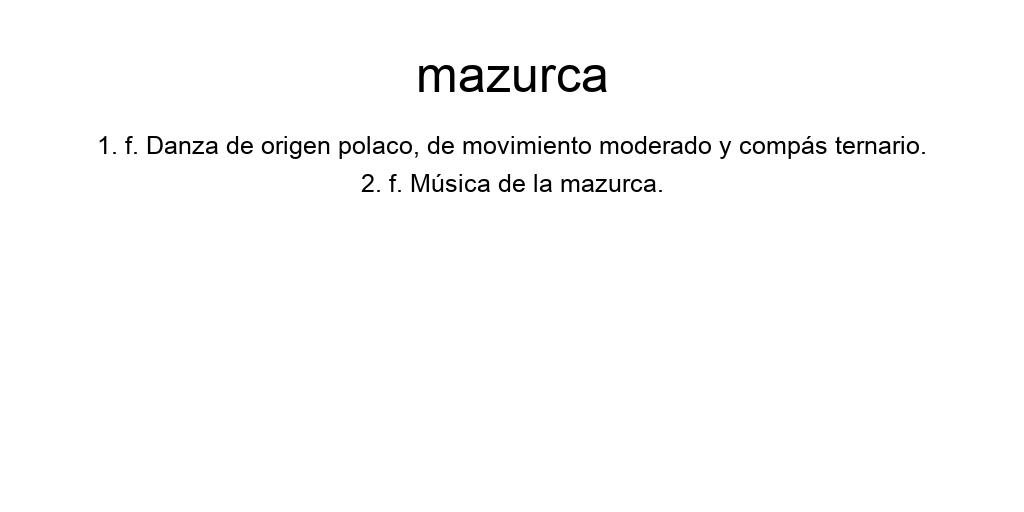 mazurca
1. f. Danza de origen polaco, de movimiento moderado y compás ternario.
2. f. Música de la mazurca.